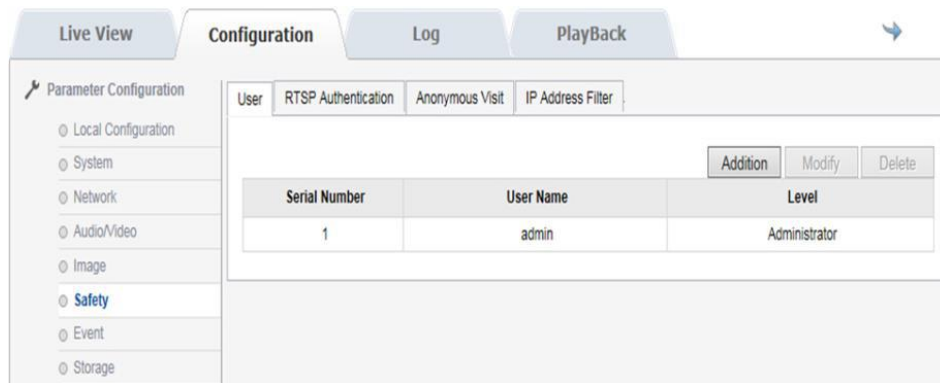 Live View Configuration Log PlayBack
Parameter Configuration
Local Configuration
System
Network
Audio/Video
Image
Safety
Event
Storage
User RTSP Authentication Anonymous Visit IP Address Filter
Addition Modify Delete
Serial Number User Name Level
1 admin Administrator